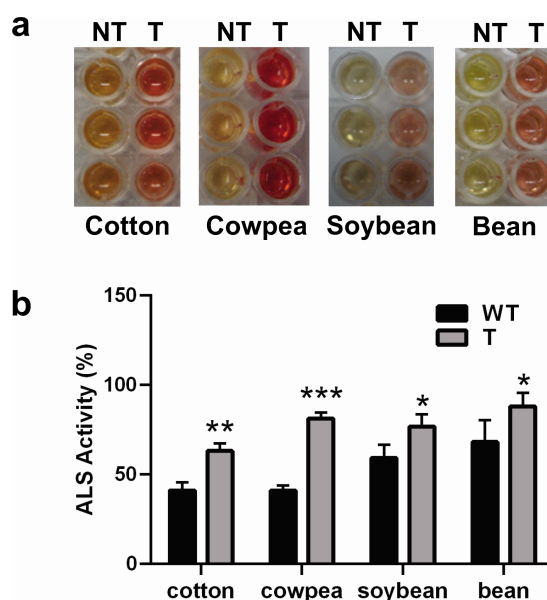 a
NT T NT T NT T NT T
Cotton Cowpea Soybean Bean
b
ALS Activity (%)
150
100
50
0
WT
T
** *** * *
cotton cowpea soybean bean